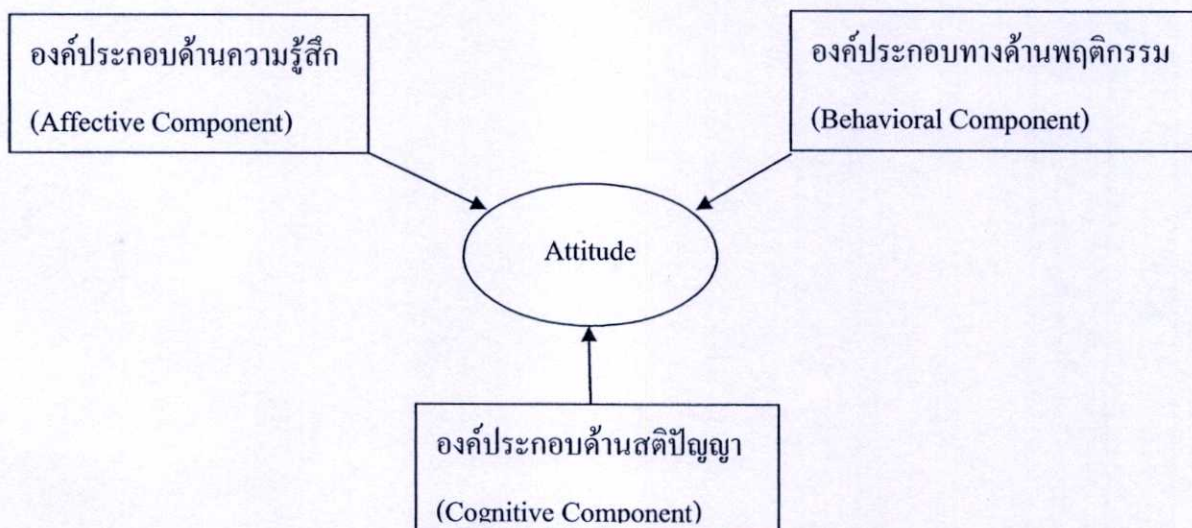 องค์ประกอบด้านความรู้สึก
(Affective Component)
องค์ประกอบทางด้านพฤติกรรม
(Behavioral Component)
Attitude
องค์ประกอบด้านสติปัญญา
(Cognitive Component)